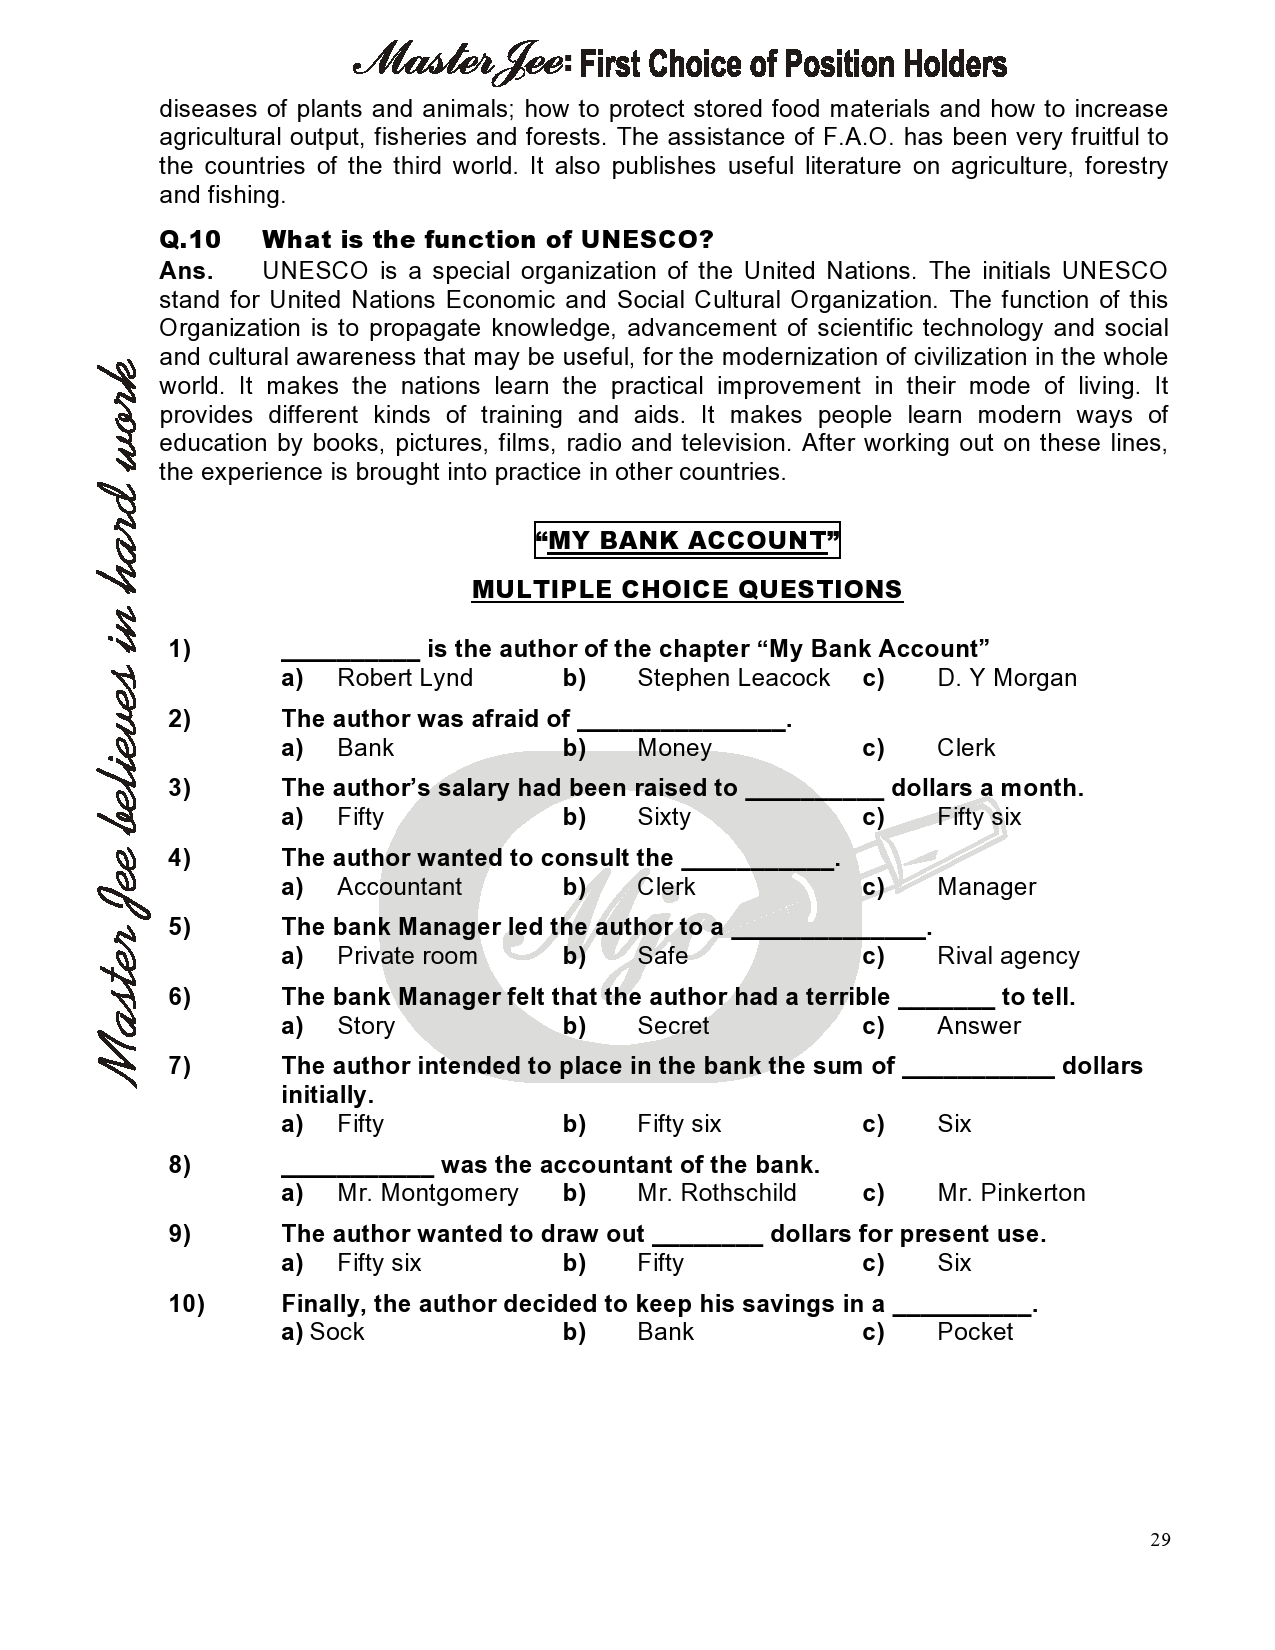 Master Jee: First Choice of Position Holders
diseases of plants and animals; how to protect stored food materials and how to increase
agricultural output, fisheries and forests. The assistance of F.A.O. has been very fruitful to
the countries of the third world. It also publishes useful literature on agriculture, forestry
and fishing.
Q.10 What is the function of UNESCO?
Ans. UNESCO is a special organization of the United Nations. The initials UNESCO
stand for United Nations Economic and Social Cultural Organization. The function of this
Organization is to propagate knowledge, advancement of scientific technology and social
and cultural awareness that may be useful, for the modernization of civilization in the whole
world. It makes the nations learn the practical improvement in their mode of living. It
provides different kinds of training and aids. It makes people learn modern ways of
education by books, pictures, films, radio and television. After working out on these lines,
the experience is brought into practice in other countries.
Master Jee believes in hard work
“MY BANK ACCOUNT”
MULTIPLE CHOICE QUESTIONS
1) __________ is the author of the chapter “My Bank Account”
a) Robert Lynd b) Stephen Leacock c) D. Y Morgan
2) The author was afraid of _______________.
a) Bank b) Money c) Clerk
3) The author’s salary had been raised to __________ dollars a month.
a) Fifty b) Sixty c) Fifty six
4) The author wanted to consult the ___________.
a) Accountant b) Clerk c) Manager
5) The bank Manager led the author to a ______________.
a) Private room b) Safe c) Rival agency
6) The bank Manager felt that the author had a terrible _______ to tell.
a) Story b) Secret c) Answer
7) The author intended to place in the bank the sum of ___________ dollars
initially.
a) Fifty b) Fifty six c) Six
8) ___________ was the accountant of the bank.
a) Mr. Montgomery b) Mr. Rothschild c) Mr. Pinkerton
9) The author wanted to draw out ________ dollars for present use.
a) Fifty six b) Fifty c) Six
10) Finally, the author decided to keep his savings in a __________.
a) Sock b) Bank c) Pocket
Mjc
29